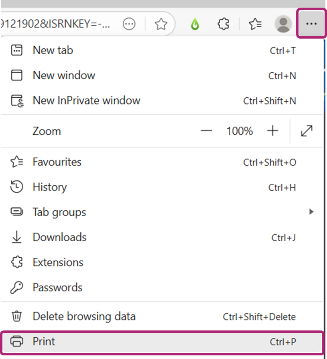 9121902&ISRNKEY=-...
New tab Ctrl+T
New window Ctrl+N
New InPrivate window Ctrl+Shift+N
Zoom 100%
Favourites Ctrl+Shift+O
History Ctrl+H
Tab groups
Downloads Ctrl+J
Extensions
Passwords
Delete browsing data Ctrl+Shift+Delete
Print Ctrl+P